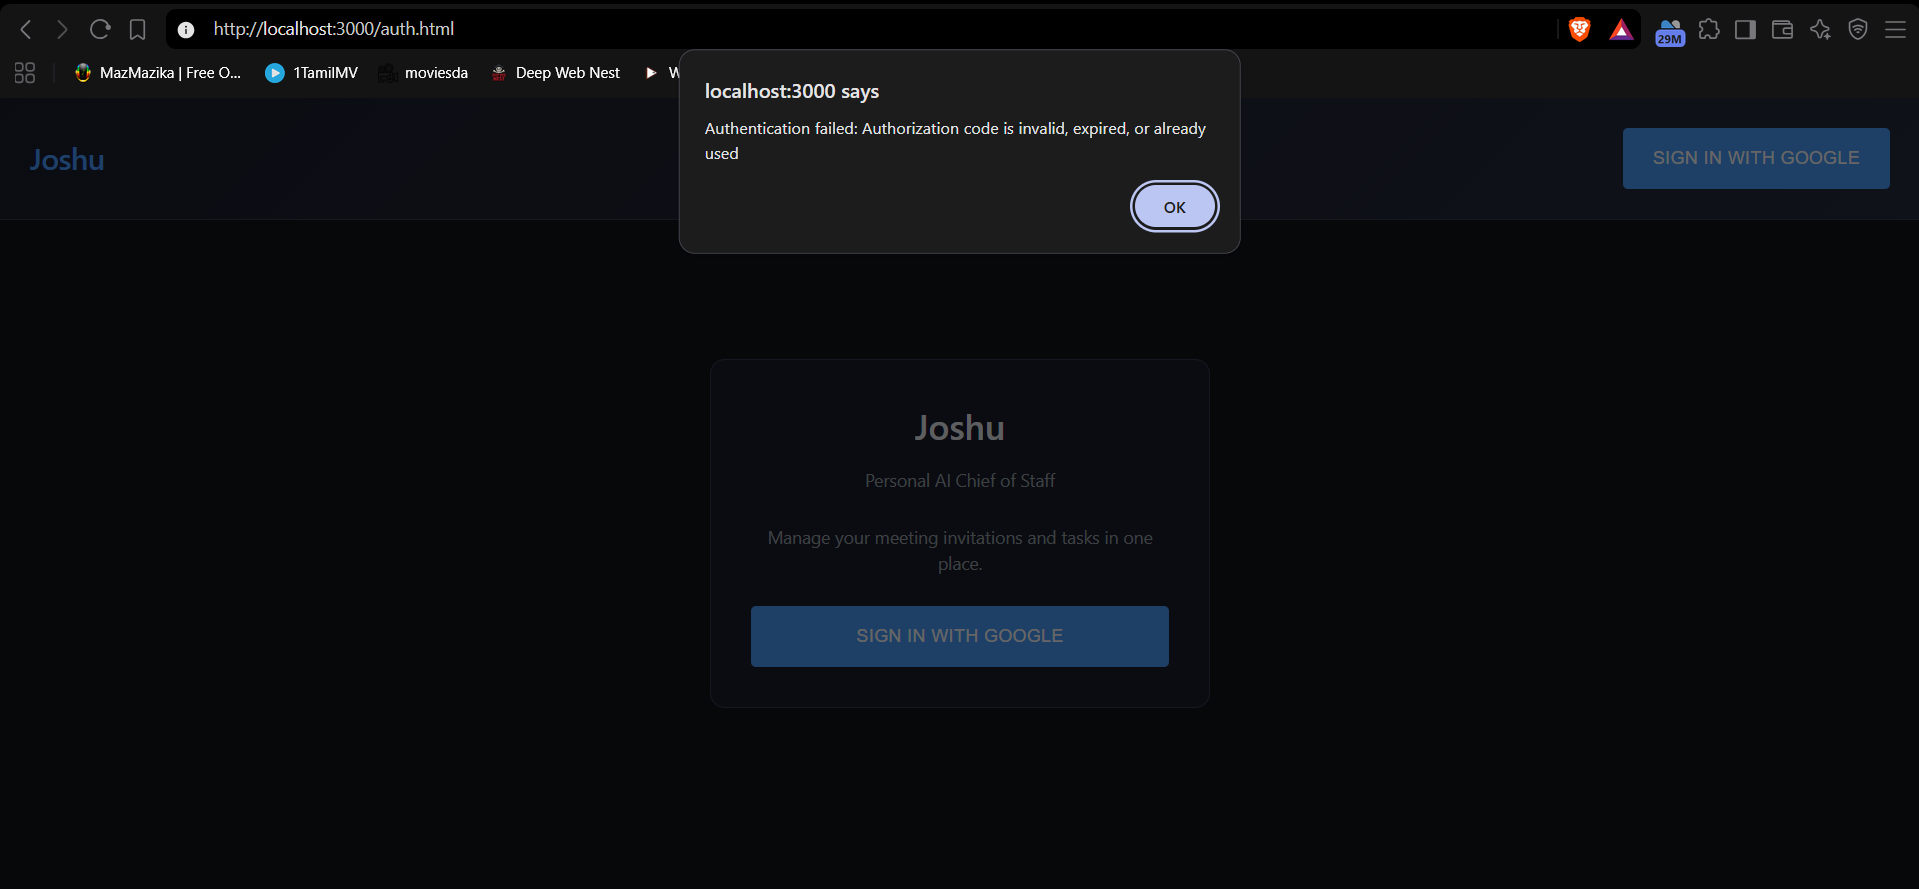 http://localhost:3000/auth.html
29M
MazMazika | Free O...
1TamilMV
moviesda
Deep Web Nest
W
localhost:3000 says
Authentication failed: Authorization code is invalid, expired, or already
used
OK
Joshu
SIGN IN WITH GOOGLE
Joshu
Personal AI Chief of Staff
Manage your meeting invitations and tasks in one
place.
SIGN IN WITH GOOGLE